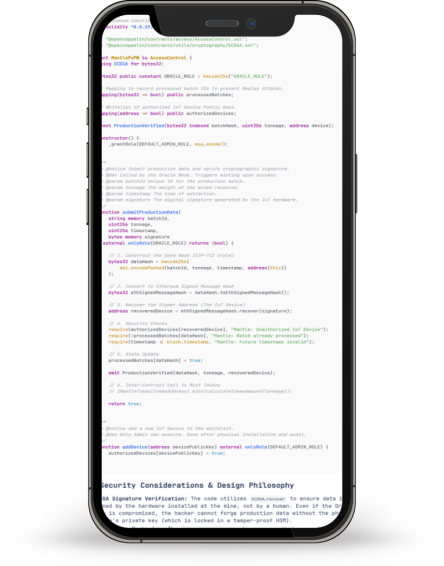 solidity ^0.8.
"@openzeppelin/contracts/access/AccessControl.sol";
"@openzeppelin/contracts/utils/cryptography/ECDSA.sol";
ct MantlePoPM is AccessControl {
ing ECDSA for bytes32;
ytes32 public constant ORACLE_ROLE = keccak256("ORACLE_ROLE");
Mapping to record processed batch IDs to prevent Replay Attacks.
apping(bytes32 => bool) public processedBatches;
Whitelist of authorized IoT Device Public Keys.
apping(address => bool) public authorizedDevices;
ent ProductionVerified(bytes32 indexed batchHash, uint256 tonnage, address device);
onstructor() {
_grantRole(DEFAULT_ADMIN_ROLE, msg.sender);
@notice Submit production data and verify cryptographic signature.
@dev Called by the Oracle Node. Triggers minting upon success.
@param batchId Unique ID for the production batch.
@param tonnage The weight of the mined resource.
@param timestamp The time of extraction.
@param signature The digital signature generated by the IoT hardware.
nction submitProductionData(
string memory batchId,
uint256 tonnage,
uint256 timestamp,
bytes memory signature
external onlyRole(ORACLE_ROLE) returns (bool) {
// 1. Construct the Data Hash (EIP-712 style)
bytes32 dataHash = keccak256(
abi.encodePacked(batchId, tonnage, timestamp, address(this))
);
// 2. Convert to Ethereum Signed Message Hash
bytes32 ethSignedMessageHash = dataHash.toEthSignedMessageHash();
// 3. Recover the Signer Address (The IoT Device)
address recoveredDevice = ethSignedMessageHash.recover(signature);
// 4. Security Checks
require(authorizedDevices[recoveredDevice], "Mantle: Unauthorized IoT Device");
require(!processedBatches[dataHash], "Mantle: Batch already processed");
require(timestamp <= block.timestamp, "Mantle: Future timestamp invalid");
// 5. State Update
processedBatches[dataHash] = true;
emit ProductionVerified(dataHash, tonnage, recoveredDevice);
// 6. Inter-Contract Call to Mint Tokens
return true;
@notice Add a new IoT Device to the whitelist.
@dev Only Admin can execute. Done after physical installation and audit.
nction addDevice(address devicePublicKey) external onlyRole(DEFAULT_ADMIN_ROLE) {
authorizedDevices[devicePublicKey] = true;
Security Considerations & Design Philosophy
SA Signature Verification: The code utilizes ECDSA.recover to ensure data i
ned by the hardware installed at the mine, not by a human. Even if the Or
is compromised, the hacker cannot forge production data without the ph
's private key (which is locked in a tamper-proof HSM).